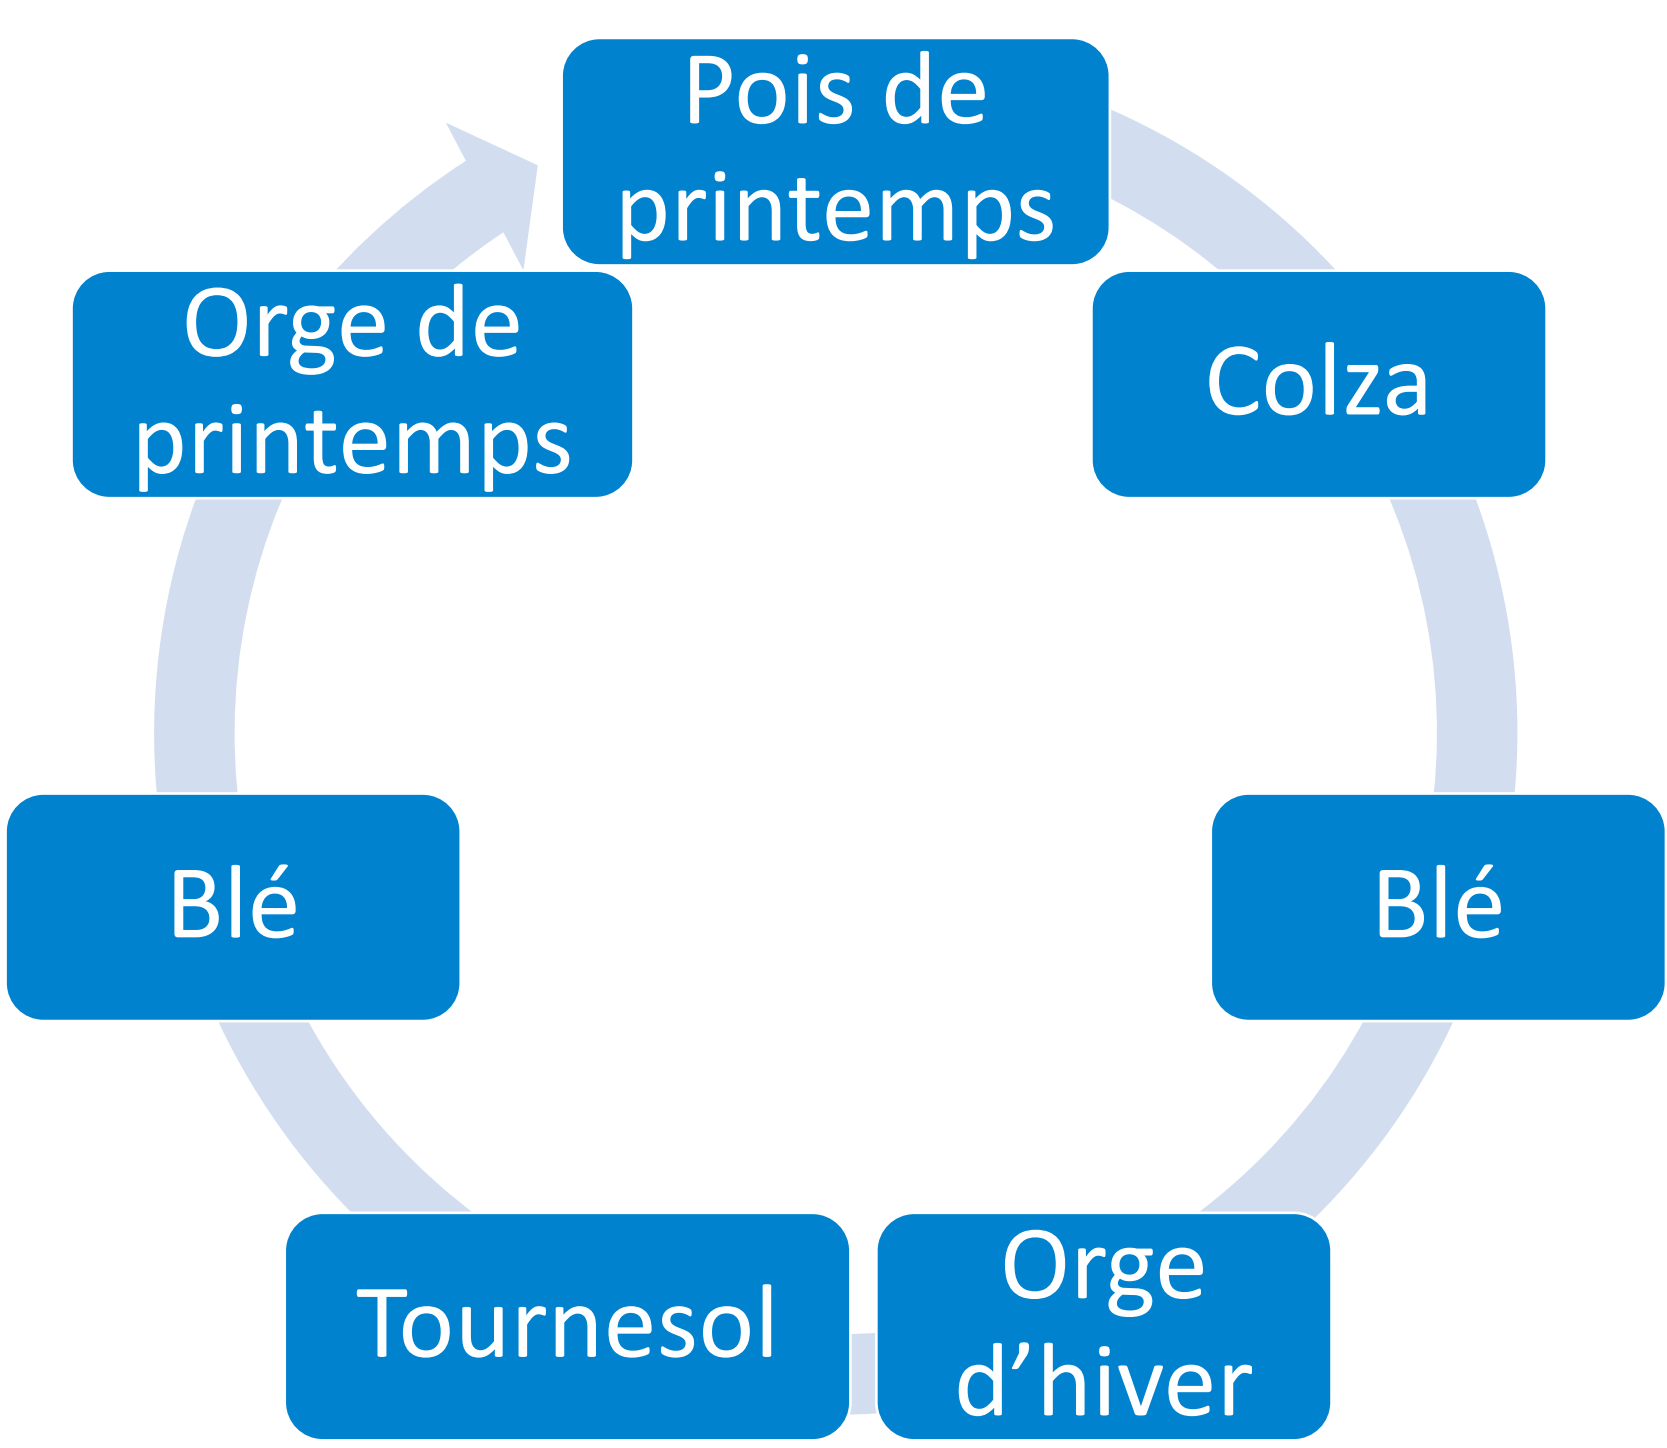 Pois de
printemps
Colza
Blé
Orge
d’hiver
Tournesol
Blé
Orge de
printemps